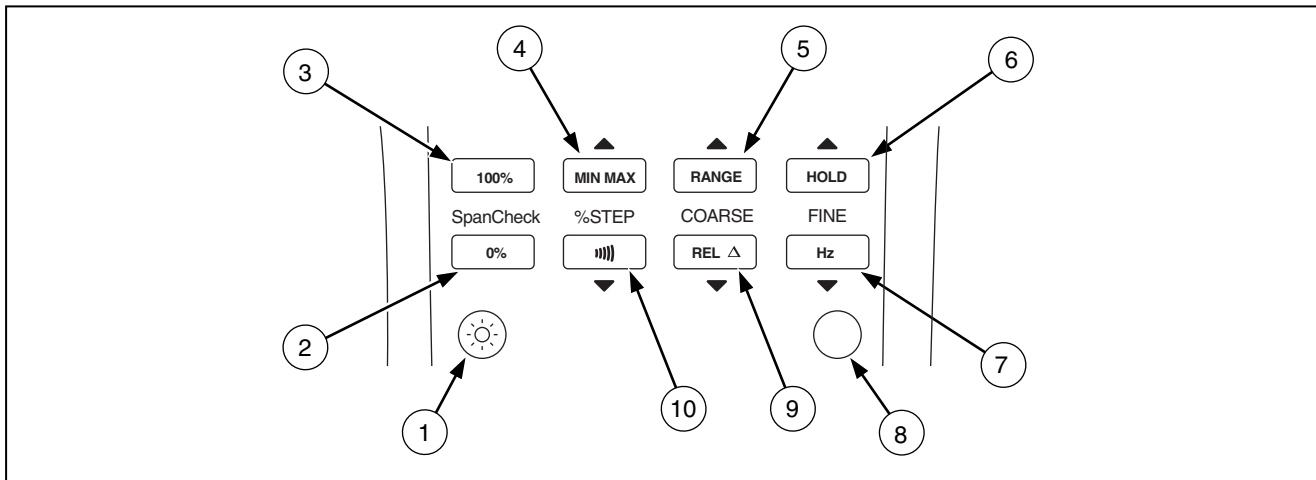 4 5
3 6
100% MIN MAX RANGE HOLD
SpanCheck %STEP COARSE FINE
0% REL Δ Hz
2 7
1 10 9 8